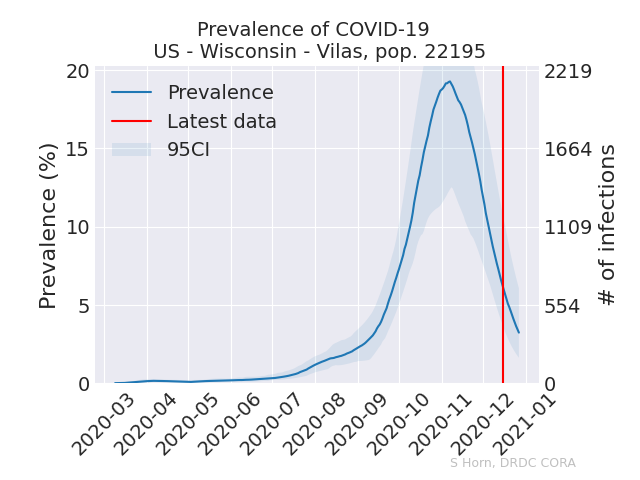 Prevalence of COVID-19
US - Wisconsin - Vilas, pop. 22195
Prevalence
Latest data
95CI
Prevalence (%)
20
15
10
5
0
2219
1664
1109
554
0
# of infections
2020-03
2020-04
2020-05
2020-06
2020-07
2020-08
2020-09
2020-10
2020-11
2020-12
2021-01
S Horn, DRDC CORA